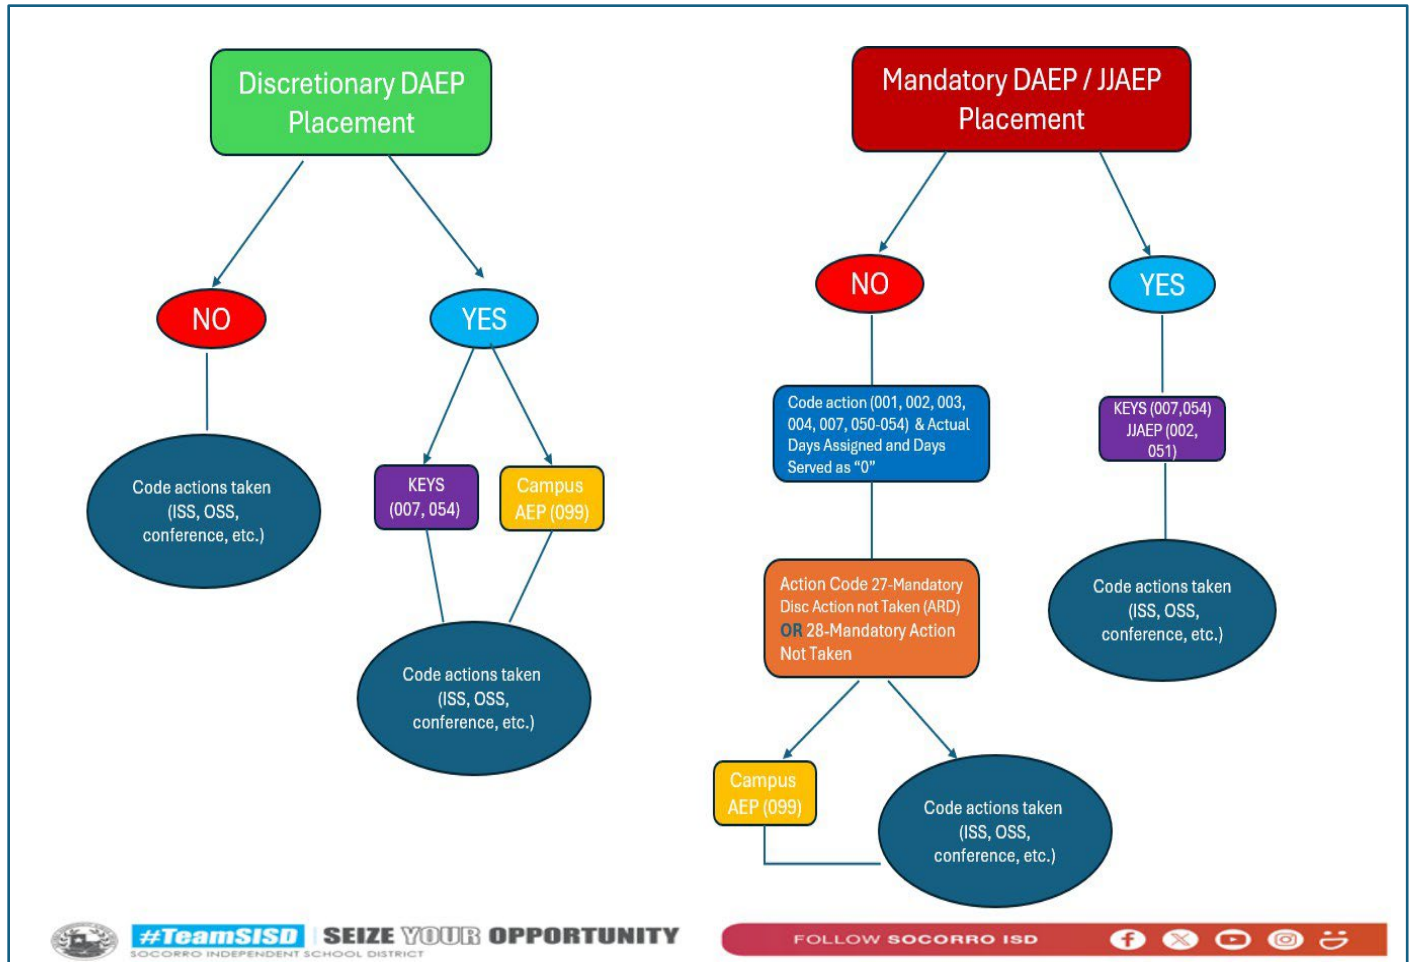 Discretionary DAEP
Placement
NO
YES
Code actions taken
(ISS, OSS,
conference, etc.)
KEYS
(007, 054)
Campus
AEP (099)
Code actions taken
(ISS, OSS,
conference, etc.)
Mandatory DAEP / JJAEP
Placement
NO
YES
Code action (001, 002, 003,
004, 007, 050-054) & Actual
Days Assigned and Days
Served as “0”
KEYS (007,054)
JJAEP (002,
051)
Action Code 27-Mandatory
Disc Action not Taken (ARD)
OR 28-Mandatory Action
Not Taken
Code actions taken
(ISS, OSS,
conference, etc.)
Campus
AEP (099)
Code actions taken
(ISS, OSS,
conference, etc.)
#TeamSISD SEIZE YOUR OPPORTUNITY
SOCORRO INDEPENDENT SCHOOL DISTRICT
FOLLOW SOCORRO ISD